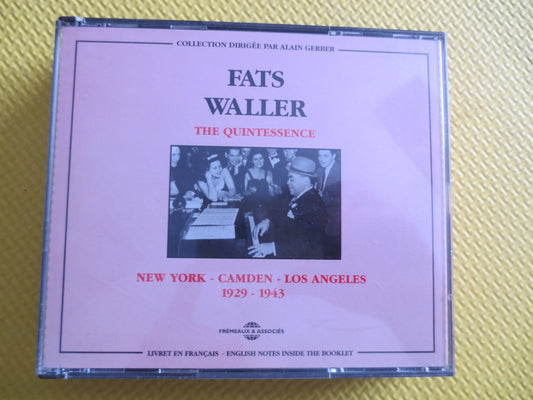 COLLECTION DIRIGÉE PAR ALAIN GERBER
FATS
WALLER
THE QUINTESSENCE
NEW YORK - CAMDEN - LOS ANGELES
1929 - 1943
FRÉMEAUX & ASSOCIÉS
LIVRET EN FRANÇAIS - ENGLISH NOTES INSIDE THE BOOKLET